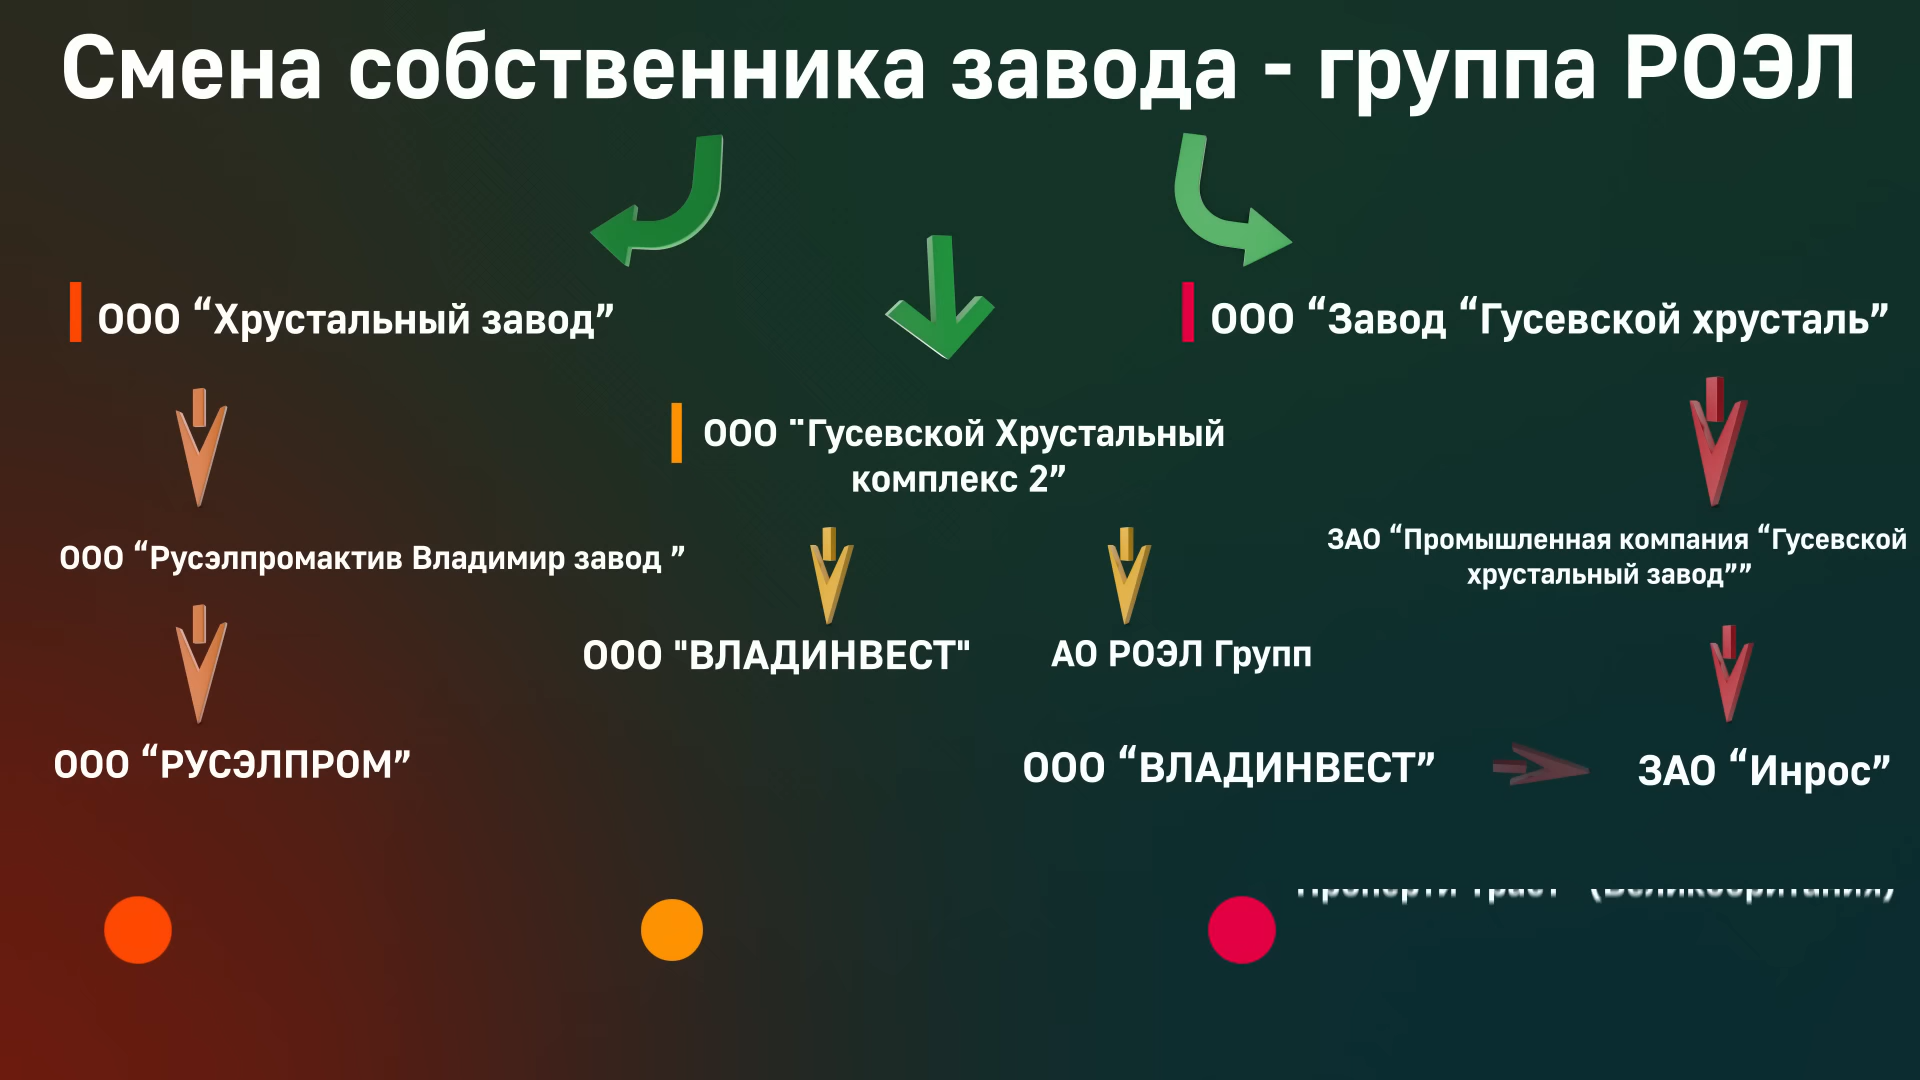 Смена собственника завода - группа РОЭЛ
ООО “Хрустальный завод”
ООО “Завод “Гусевской хрусталь”
ООО "Гусевской Хрустальный
комплекс 2”
ООО “Русэлпромактив Владимир завод ”
ЗАО “Промышленная компания “Гусевской
хрустальный завод””
ООО "ВЛАДИНВЕСТ"
АО РОЭЛ Групп
ООО “РУСЭЛПРОМ”
ООО “ВЛАДИНВЕСТ”
ЗАО “Инрос”